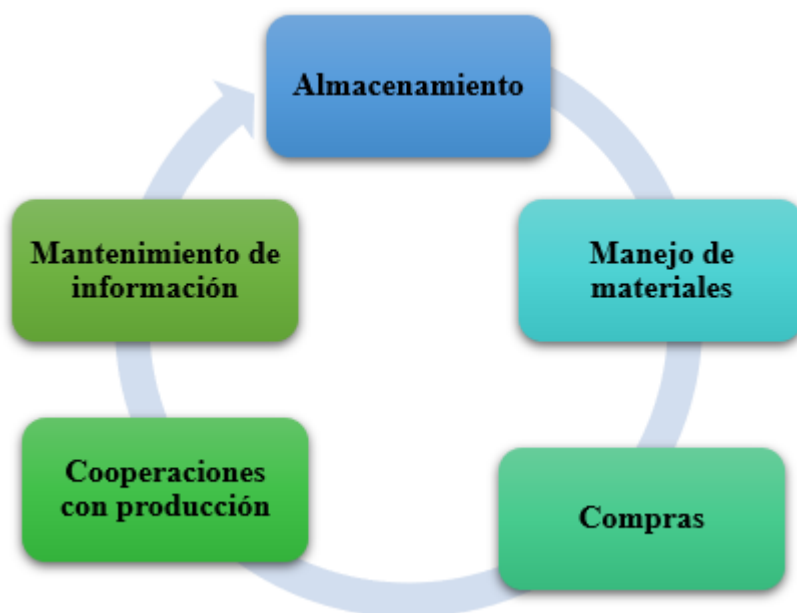 Almacenamiento
Manejo de
materiales
Compras
Cooperaciones
con producción
Mantenimiento de
información